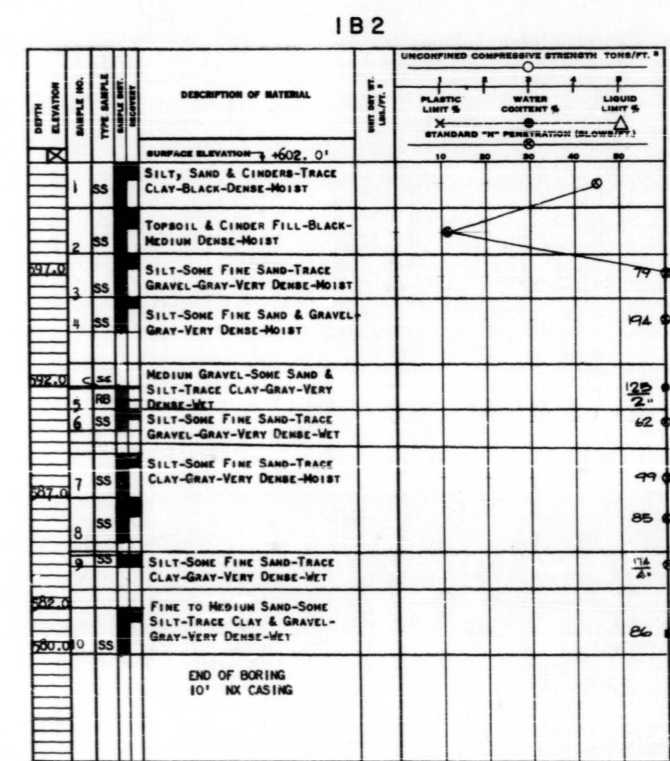 1B2
DEPTH
ELEVATION
SAMPLE NO.
TYPE SAMPLE
SAMPLE DIST.
RECOVERY
DESCRIPTION OF MATERIAL
UNIT DRY WT.
LBS./FT.³
UNCONFINED COMPRESSIVE STRENGTH TONS/FT.²
1 2 3 4 5
PLASTIC LIMIT %
WATER CONTENT %
LIQUID LIMIT %
STANDARD "N" PENETRATION (BLOWS/FT.)
10 20 30 40 50
SURFACE ELEVATION +602.0'
1 SS SILT, SAND & CINDERS-TRACE
CLAY-BLACK-DENSE-MOIST
2 SS TOPSOIL & CINDER FILL-BLACK-
MEDIUM DENSE-MOIST
597.0
3 SS SILT-SOME FINE SAND-TRACE
GRAVEL-GRAY-VERY DENSE-MOIST
79
4 SS SILT-SOME FINE SAND & GRAVEL-
GRAY-VERY DENSE-MOIST
194
592.0
SS MEDIUM GRAVEL-SOME SAND &
5 RB SILT-TRACE CLAY-GRAY-VERY
DENSE-WET
2"
6 SS SILT-SOME FINE SAND-TRACE
GRAVEL-GRAY-VERY DENSE-WET
62
7 SS SILT-SOME FINE SAND-TRACE
CLAY-GRAY-VERY DENSE-MOIST
99
587.0
8 SS
85
9 SS SILT-SOME FINE SAND-TRACE
CLAY-GRAY-VERY DENSE-WET
582.0
FINE TO MEDIUM SAND-SOME
SILT-TRACE CLAY & GRAVEL-
GRAY-VERY DENSE-WET
86
580.0 10 SS
END OF BORING
10' NX CASING